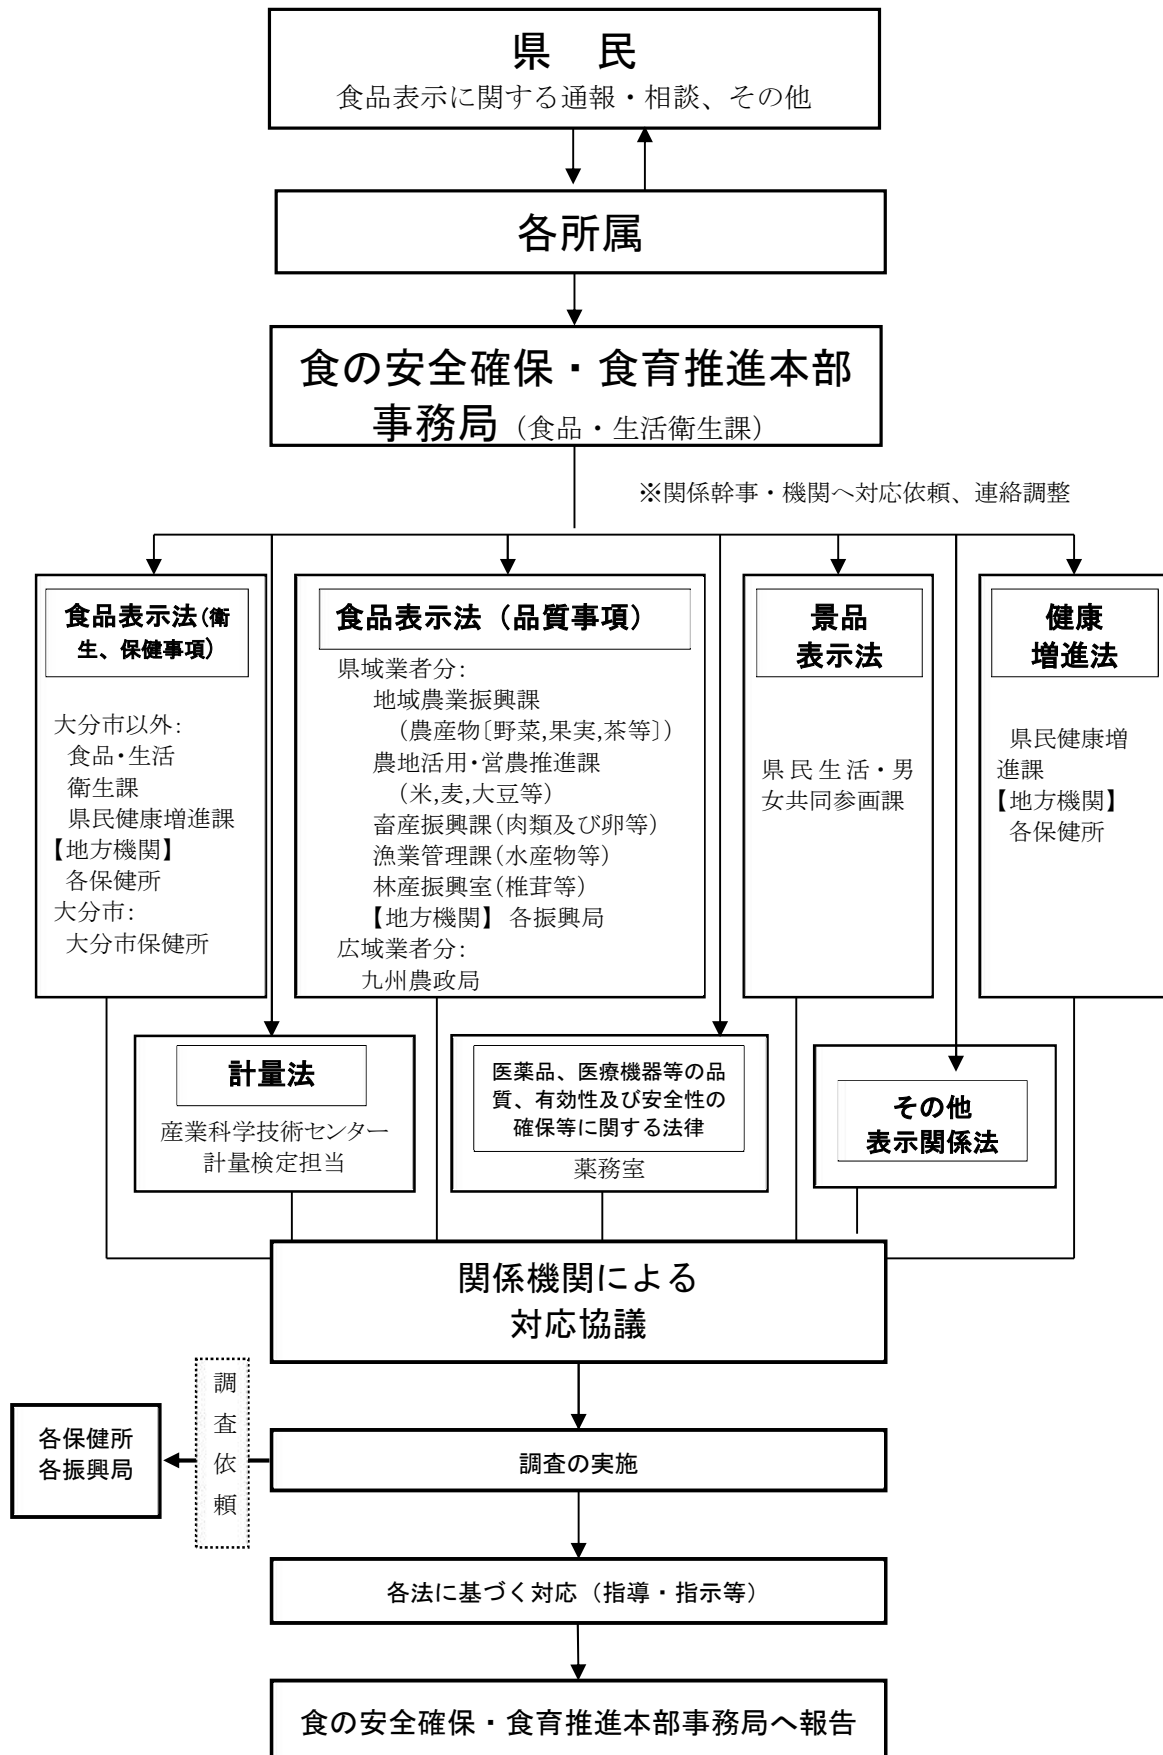 県　民
食品表示に関する通報・相談、その他
各所属
食の安全確保・食育推進本部
事務局（食品・生活衛生課）
※関係幹事・機関へ対応依頼、連絡調整
食品表示法（衛
生、保健事項）
大分市以外：
食品・生活
衛生課
県民健康増進課
【地方機関】
各保健所
大分市：
大分市保健所
食品表示法（品質事項）
県域業者分：
地域農業振興課
（農産物〔野菜,果実,茶等〕）
農地活用・営農推進課
（米,麦,大豆等）
畜産振興課（肉類及び卵等）
漁業管理課（水産物等）
林産振興室（椎茸等）
【地方機関】 各振興局
広域業者分：
九州農政局
景品
表示法
県民生活・男
女共同参画課
健康
増進法
県民健康増
進課
【地方機関】
各保健所
計量法
産業科学技術センター
計量検定担当
医薬品、医療機器等の品
質、有効性及び安全性の
確保等に関する法律
薬務室
その他
表示関係法
関係機関による
対応協議
調
査
依
頼
各保健所
各振興局
調査の実施
各法に基づく対応（指導・指示等）
食の安全確保・食育推進本部事務局へ報告